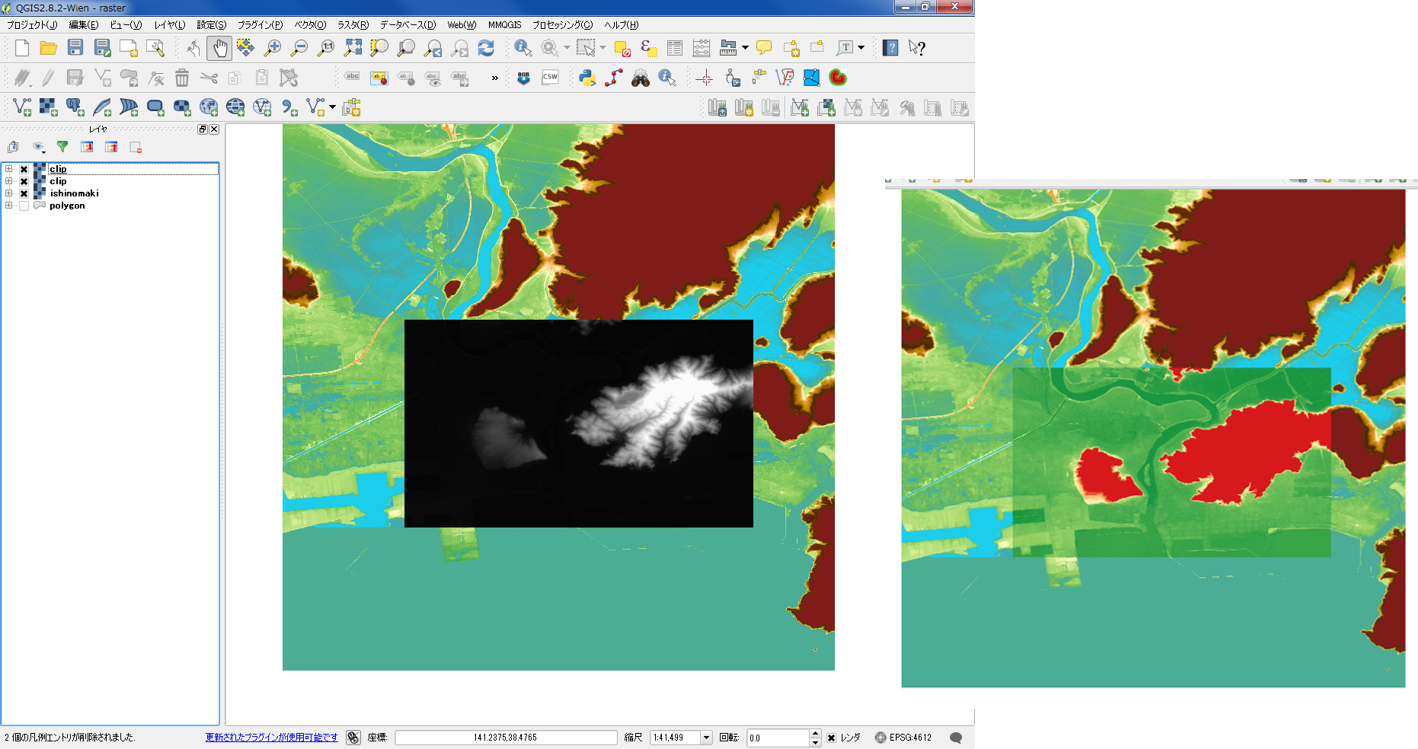 QGIS2.8.2-Wien - raster
プロジェクト(J) 編集(E) ビュー(V) レイヤ(L) 設定(S) プラグイン(P) ベクタ(O) ラスタ(R) データベース(D) Web(W) MMQGIS プロセッシング(C) ヘルプ(H)
レイヤ
clip
clip
ishinomaki
polygon
2 個の凡例エントリが削除されました. 更新されたプラグインが使用可能です 座標: 141.2375,38.4765 縮尺 1:41,499 回転: 0.0 レンダ EPSG:4612